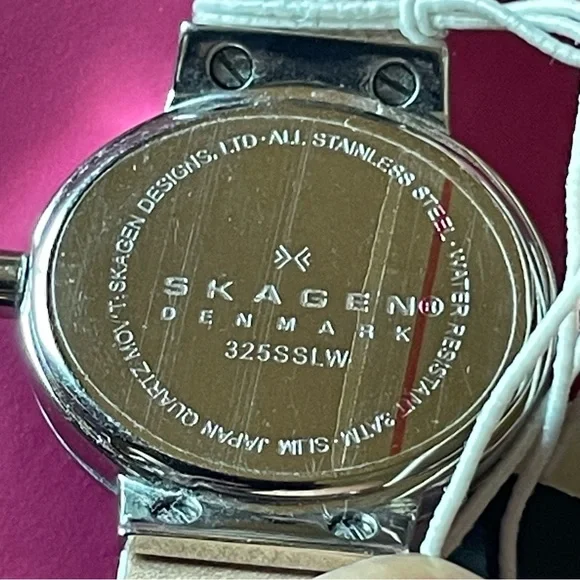 SKAGEN DESIGNS, LTD·ALL STAINLESS STEEL·WATER RESISTANT 3ATM·SLIM JAPAN QUARTZ MOV'T·
SKAGEN®
DENMARK
325SSLW